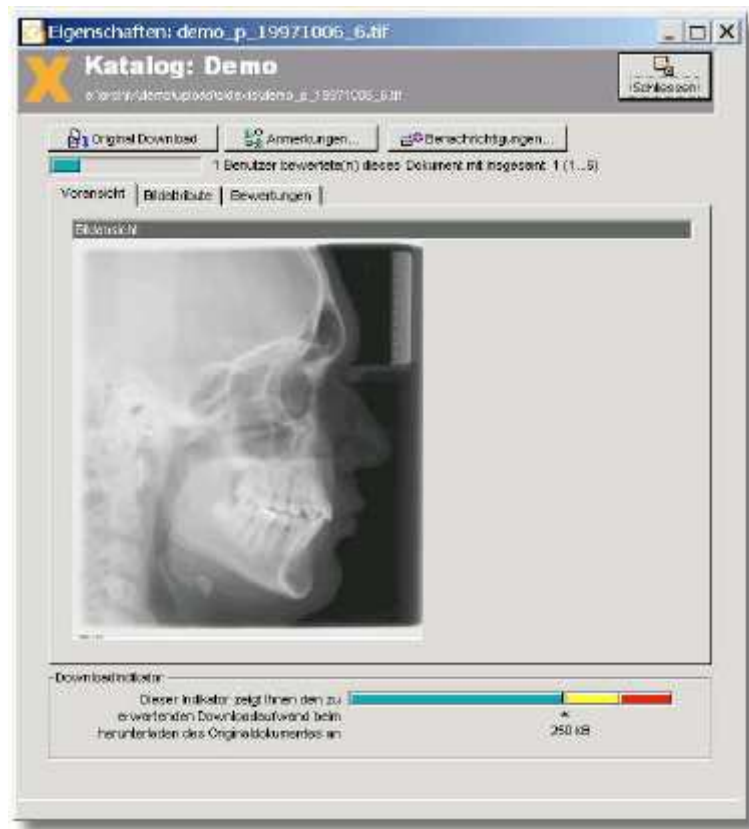 Eigenschaften: demo_p_19971006_6.tif
Katalog: Demo
Schliessen
Original Download
Anmerkungen...
Benachrichtigungen...
1 Benutzer bewertete(n) dieses Dokument mit insgesamt 1 (1...6)
Voransicht
Bildattribute
Bewertungen
Bildansicht
Downloadindikator
Dieser Indikator zeigt Ihnen den zu
erwartenden Downloadaufwand beim
herunterladen des Originaldokumentes an
250 KB